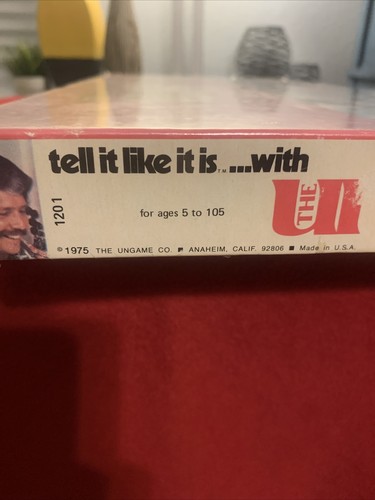 tell it like it is™ ...with
THE
UN
1201
for ages 5 to 105
© 1975 THE UNGAME CO. ■ ANAHEIM, CALIF. 92806 ■ Made in U.S.A.